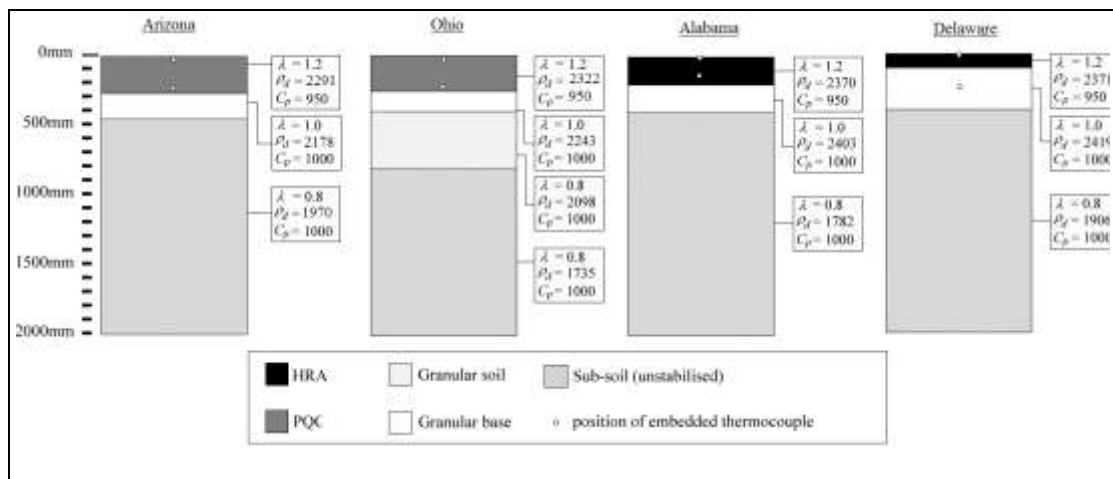 Arizona
Ohio
Alabama
Delaware
0mm
500mm
1000mm
1500mm
2000mm
λ = 1.2
ρd = 2291
Cp = 950
λ = 1.0
ρd = 2178
Cp = 1000
λ = 0.8
ρd = 1970
Cp = 1000
λ = 1.2
ρd = 2322
Cp = 950
λ = 1.0
ρd = 2243
Cp = 1000
λ = 0.8
ρd = 2098
Cp = 1000
λ = 0.8
ρd = 1735
Cp = 1000
λ = 1.2
ρd = 2370
Cp = 950
λ = 1.0
ρd = 2403
Cp = 1000
λ = 0.8
ρd = 1782
Cp = 1000
λ = 1.2
ρd = 2371
Cp = 950
λ = 1.0
ρd = 2419
Cp = 1000
λ = 0.8
ρd = 1906
Cp = 1000
HRA
Granular soil
Sub-soil (unstabilised)
PQC
Granular base
position of embedded thermocouple